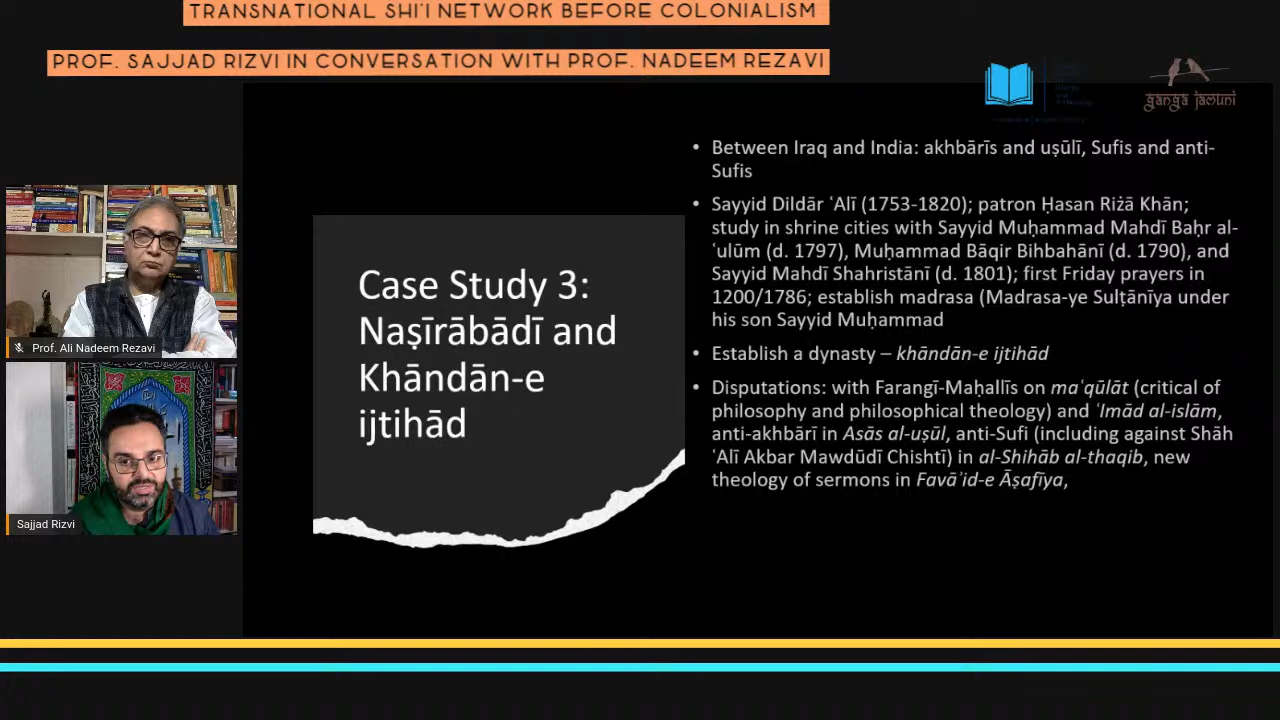 TRANSNATIONAL SHI'I NETWORK BEFORE COLONIALISM
PROF. SAJJAD RIZVI IN CONVERSATION WITH PROF. NADEEM REZAVI
ganga jamuni
Prof. Ali Nadeem Rezavi
Sajjad Rizvi
Case Study 3:
Naṣīrābādī and
Khāndān-e
ijtihād
• Between Iraq and India: akhbārīs and uṣūlī, Sufis and anti-
Sufis
• Sayyid Dildār ʿAlī (1753-1820); patron Ḥasan Riżā Khān;
study in shrine cities with Sayyid Muḥammad Mahdī Baḥr al-
ʿulūm (d. 1797), Muḥammad Bāqir Bihbahānī (d. 1790), and
Sayyid Mahdī Shahristānī (d. 1801); first Friday prayers in
1200/1786; establish madrasa (Madrasa-ye Sulṭānīya under
his son Sayyid Muḥammad
• Establish a dynasty – khāndān-e ijtihād
• Disputations: with Farangī-Maḥallīs on maʿqūlāt (critical of
philosophy and philosophical theology) and ʿImād al-islām,
anti-akhbārī in Asās al-uṣūl, anti-Sufi (including against Shāh
ʿAlī Akbar Mawdūdī Chishtī) in al-Shihāb al-thaqib, new
theology of sermons in Favāʾid-e Āṣafīya,